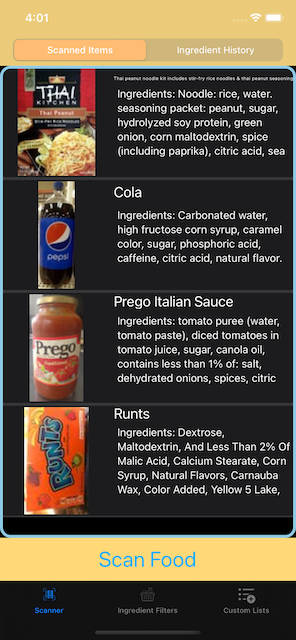 4:01
Scanned Items
Ingredient History
THAI
KITCHEN
Thai Peanut
STIR-FRY RICE NOODLES
Thai peanut noodle kit includes stir-fry rice noodles & thai peanut seasoning
Ingredients: Noodle: rice, water.
seasoning packet: peanut, sugar,
hydrolyzed soy protein, green
onion, corn maltodextrin, spice
(including paprika), citric acid, sea
pepsi
Cola
Ingredients: Carbonated water,
high fructose corn syrup, caramel
color, sugar, phosphoric acid,
caffeine, citric acid, natural flavor.
Prego
Prego Italian Sauce
Ingredients: tomato puree (water,
tomato paste), diced tomatoes in
tomato juice, sugar, canola oil,
contains less than 1% of: salt,
dehydrated onions, spices, citric
RUNTS
Runts
Ingredients: Dextrose,
Maltodextrin, And Less Than 2% Of
Malic Acid, Calcium Stearate, Corn
Syrup, Natural Flavors, Carnauba
Wax, Color Added, Yellow 5 Lake,
Scan Food
Scanner
Ingredient Filters
Custom Lists